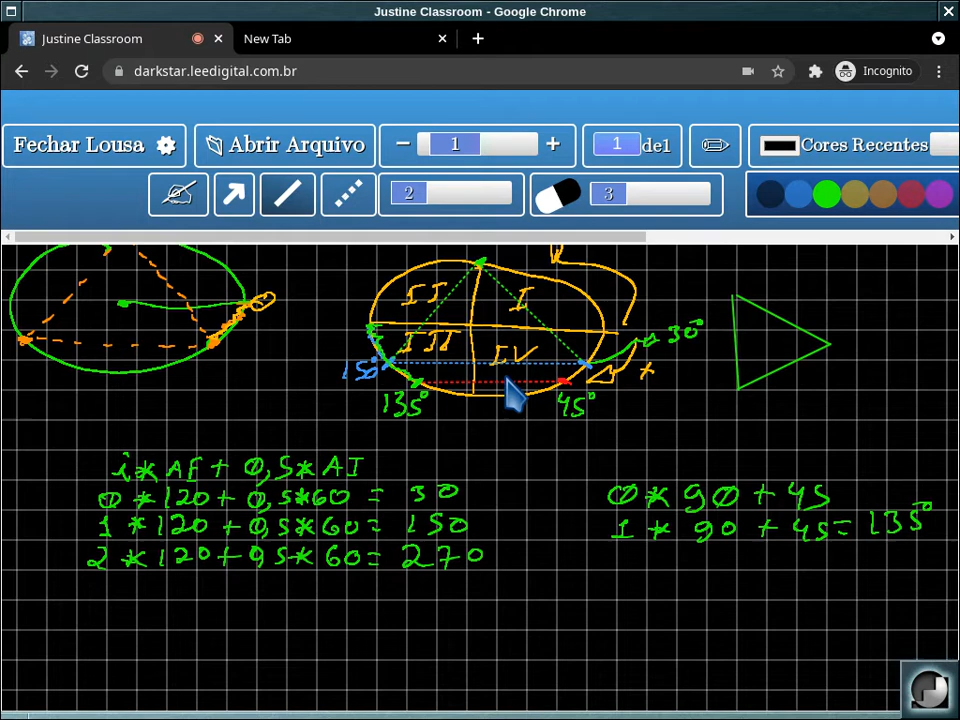 Justine Classroom - Google Chrome
Justine Classroom
New Tab
darkstar.leedigital.com.br
Incognito
Fechar Lousa
Abrir Arquivo
1
1 de1
Cores Recentes
2
3
II
I
III
IV
30°
150°
135°
45°
+
i*AE+0,5*AI
0*120+0,5*60 = 30
1*120+0,5*60=150
2*120+0,5*60=270
0*90+45
1*90+45=135°